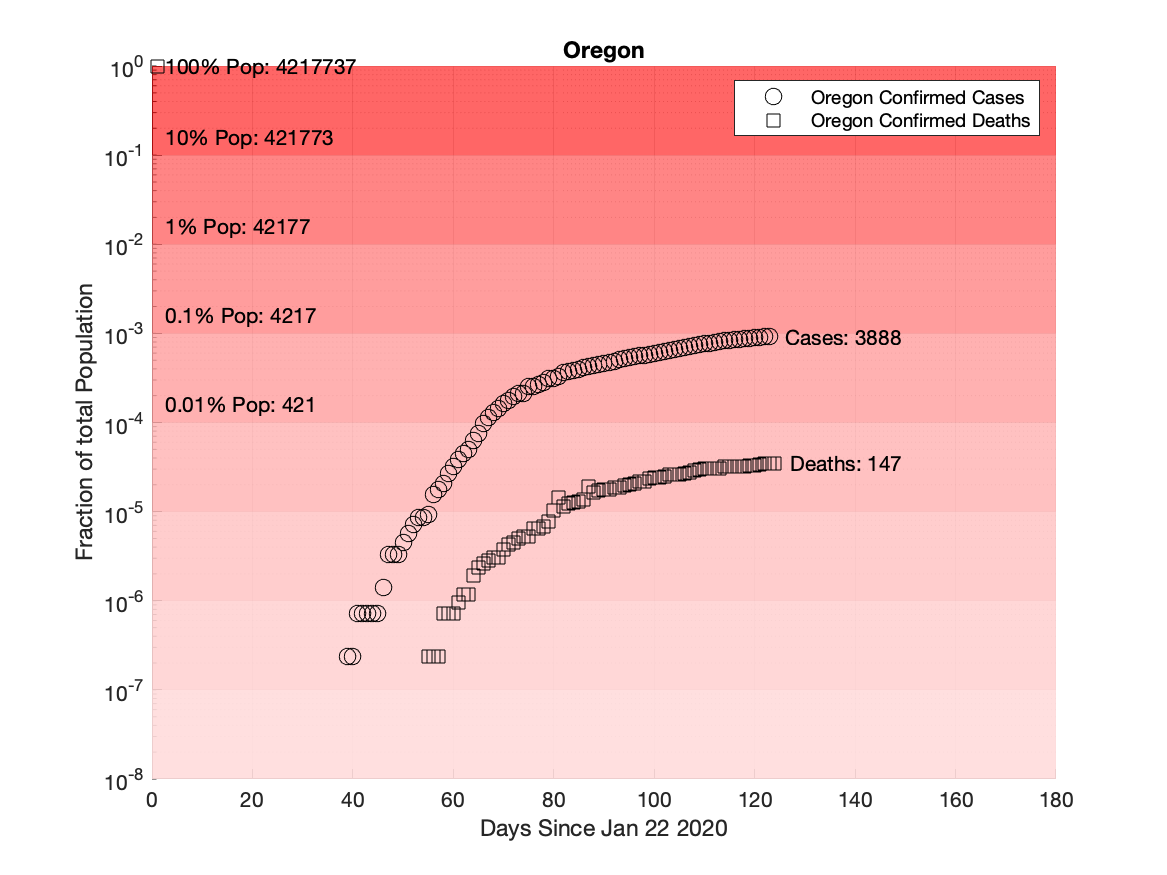 Oregon
10^0
100% Pop: 4217737
Oregon Confirmed Cases
Oregon Confirmed Deaths
10% Pop: 421773
10^-1
1% Pop: 42177
10^-2
0.1% Pop: 4217
10^-3
Cases: 3888
0.01% Pop: 421
10^-4
Deaths: 147
10^-5
10^-6
10^-7
10^-8
Fraction of total Population
0 20 40 60 80 100 120 140 160 180
Days Since Jan 22 2020